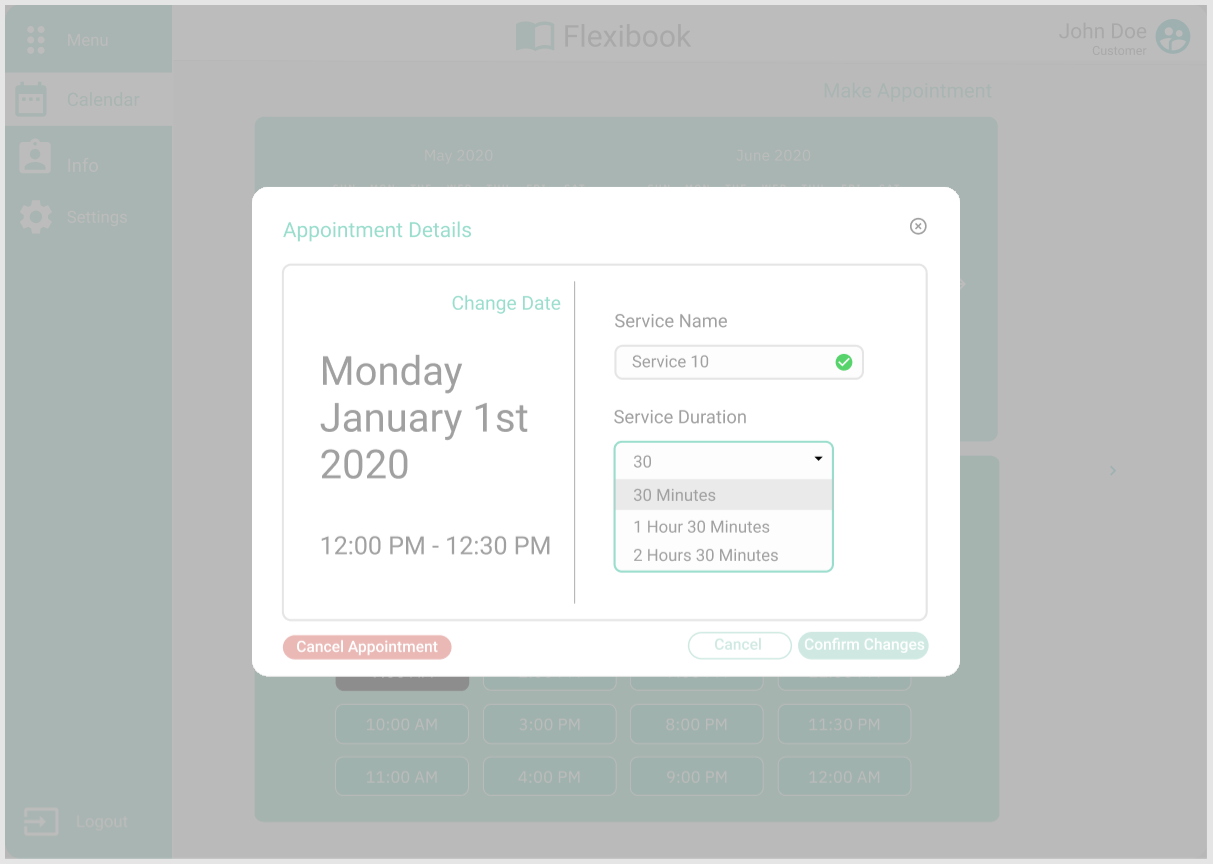 Menu
Flexibook
John Doe
Customer
Calendar
Make Appointment
Info
Settings
May 2020
June 2020
Appointment Details
Change Date
Monday
January 1st
2020
12:00 PM - 12:30 PM
Service Name
Service 10
Service Duration
30
30 Minutes
1 Hour 30 Minutes
2 Hours 30 Minutes
Cancel Appointment
Cancel
Confirm Changes
10:00 AM
3:00 PM
8:00 PM
11:30 PM
11:00 AM
4:00 PM
9:00 PM
12:00 AM
Logout